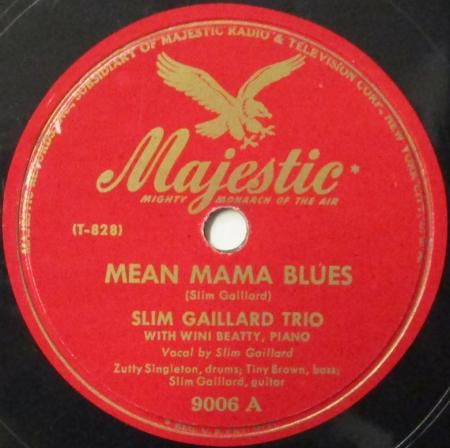 MAJESTIC RECORDS, INC., SUBSIDIARY OF MAJESTIC RADIO & TELEVISION CORP., NEW YORK
Majestic*
MIGHTY MONARCH OF THE AIR
(T-828)
MEAN MAMA BLUES
(Slim Gaillard)
SLIM GAILLARD TRIO
WITH WINI BEATTY, PIANO
Vocal by Slim Gaillard
Zutty Singleton, drums; Tiny Brown, bass;
Slim Gaillard, guitar
9006 A